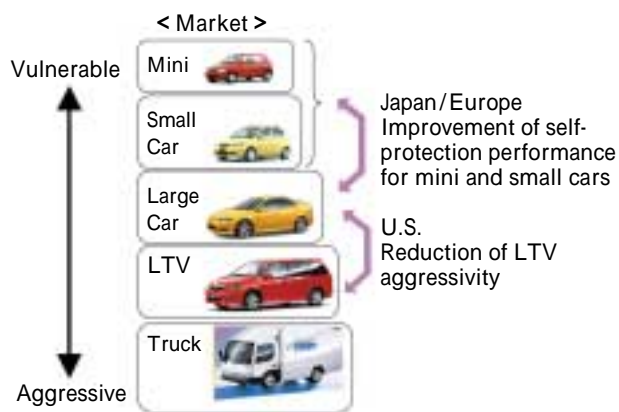 < Market >
Vulnerable
Mini
Small
Car
Large
Car
LTV
Truck
Aggressive
Japan/Europe
Improvement of self-
protection performance
for mini and small cars
U.S.
Reduction of LTV
aggressivity